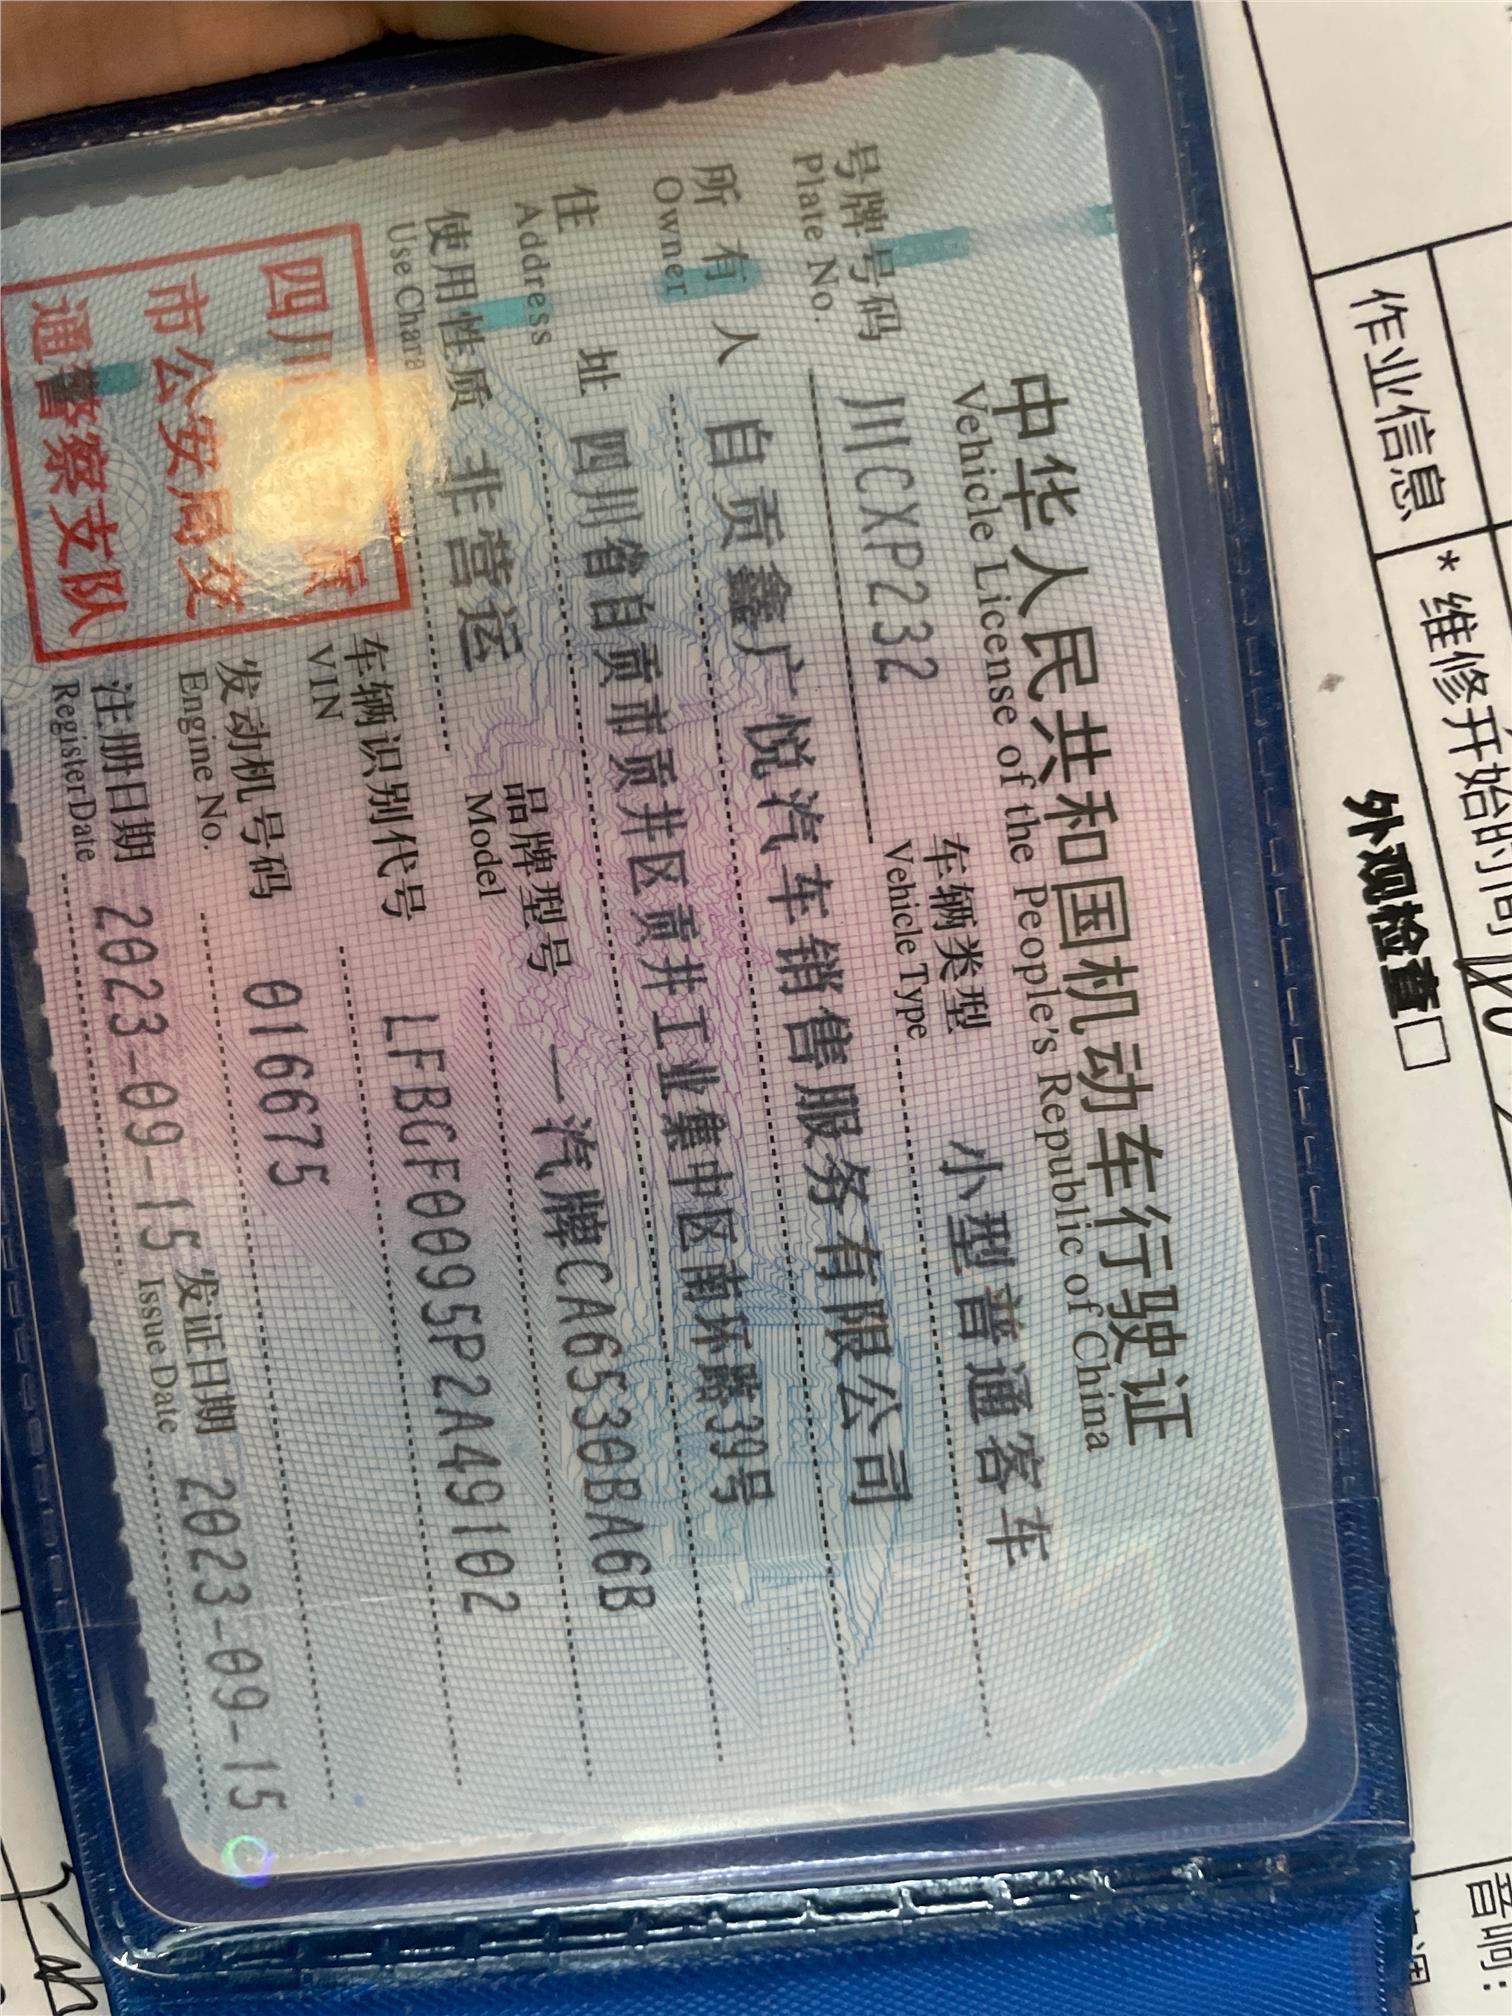 中华人民共和国机动车行驶证
Vehicle License of the People's Republic of China
号牌号码 川CXP232 车辆类型 小型普通客车
Plate No. Vehicle Type
所有人 自贡鑫广悦汽车销售服务有限公司
Owner
住址 四川省自贡市贡井区贡井工业集中区南环路39号
Address
使用性质 非营运 品牌型号 一汽牌CA6530BA6B
Use Chara Model
车辆识别代号 LFBGF0095P2A49102
VIN
发动机号码 016675
Engine No.
注册日期 2023-09-15 发证日期 2023-09-15
Register Date Issue Date
四川
市公安局交
通警察支队
作业信息
* 维修开始时间
外观检查□
音响：